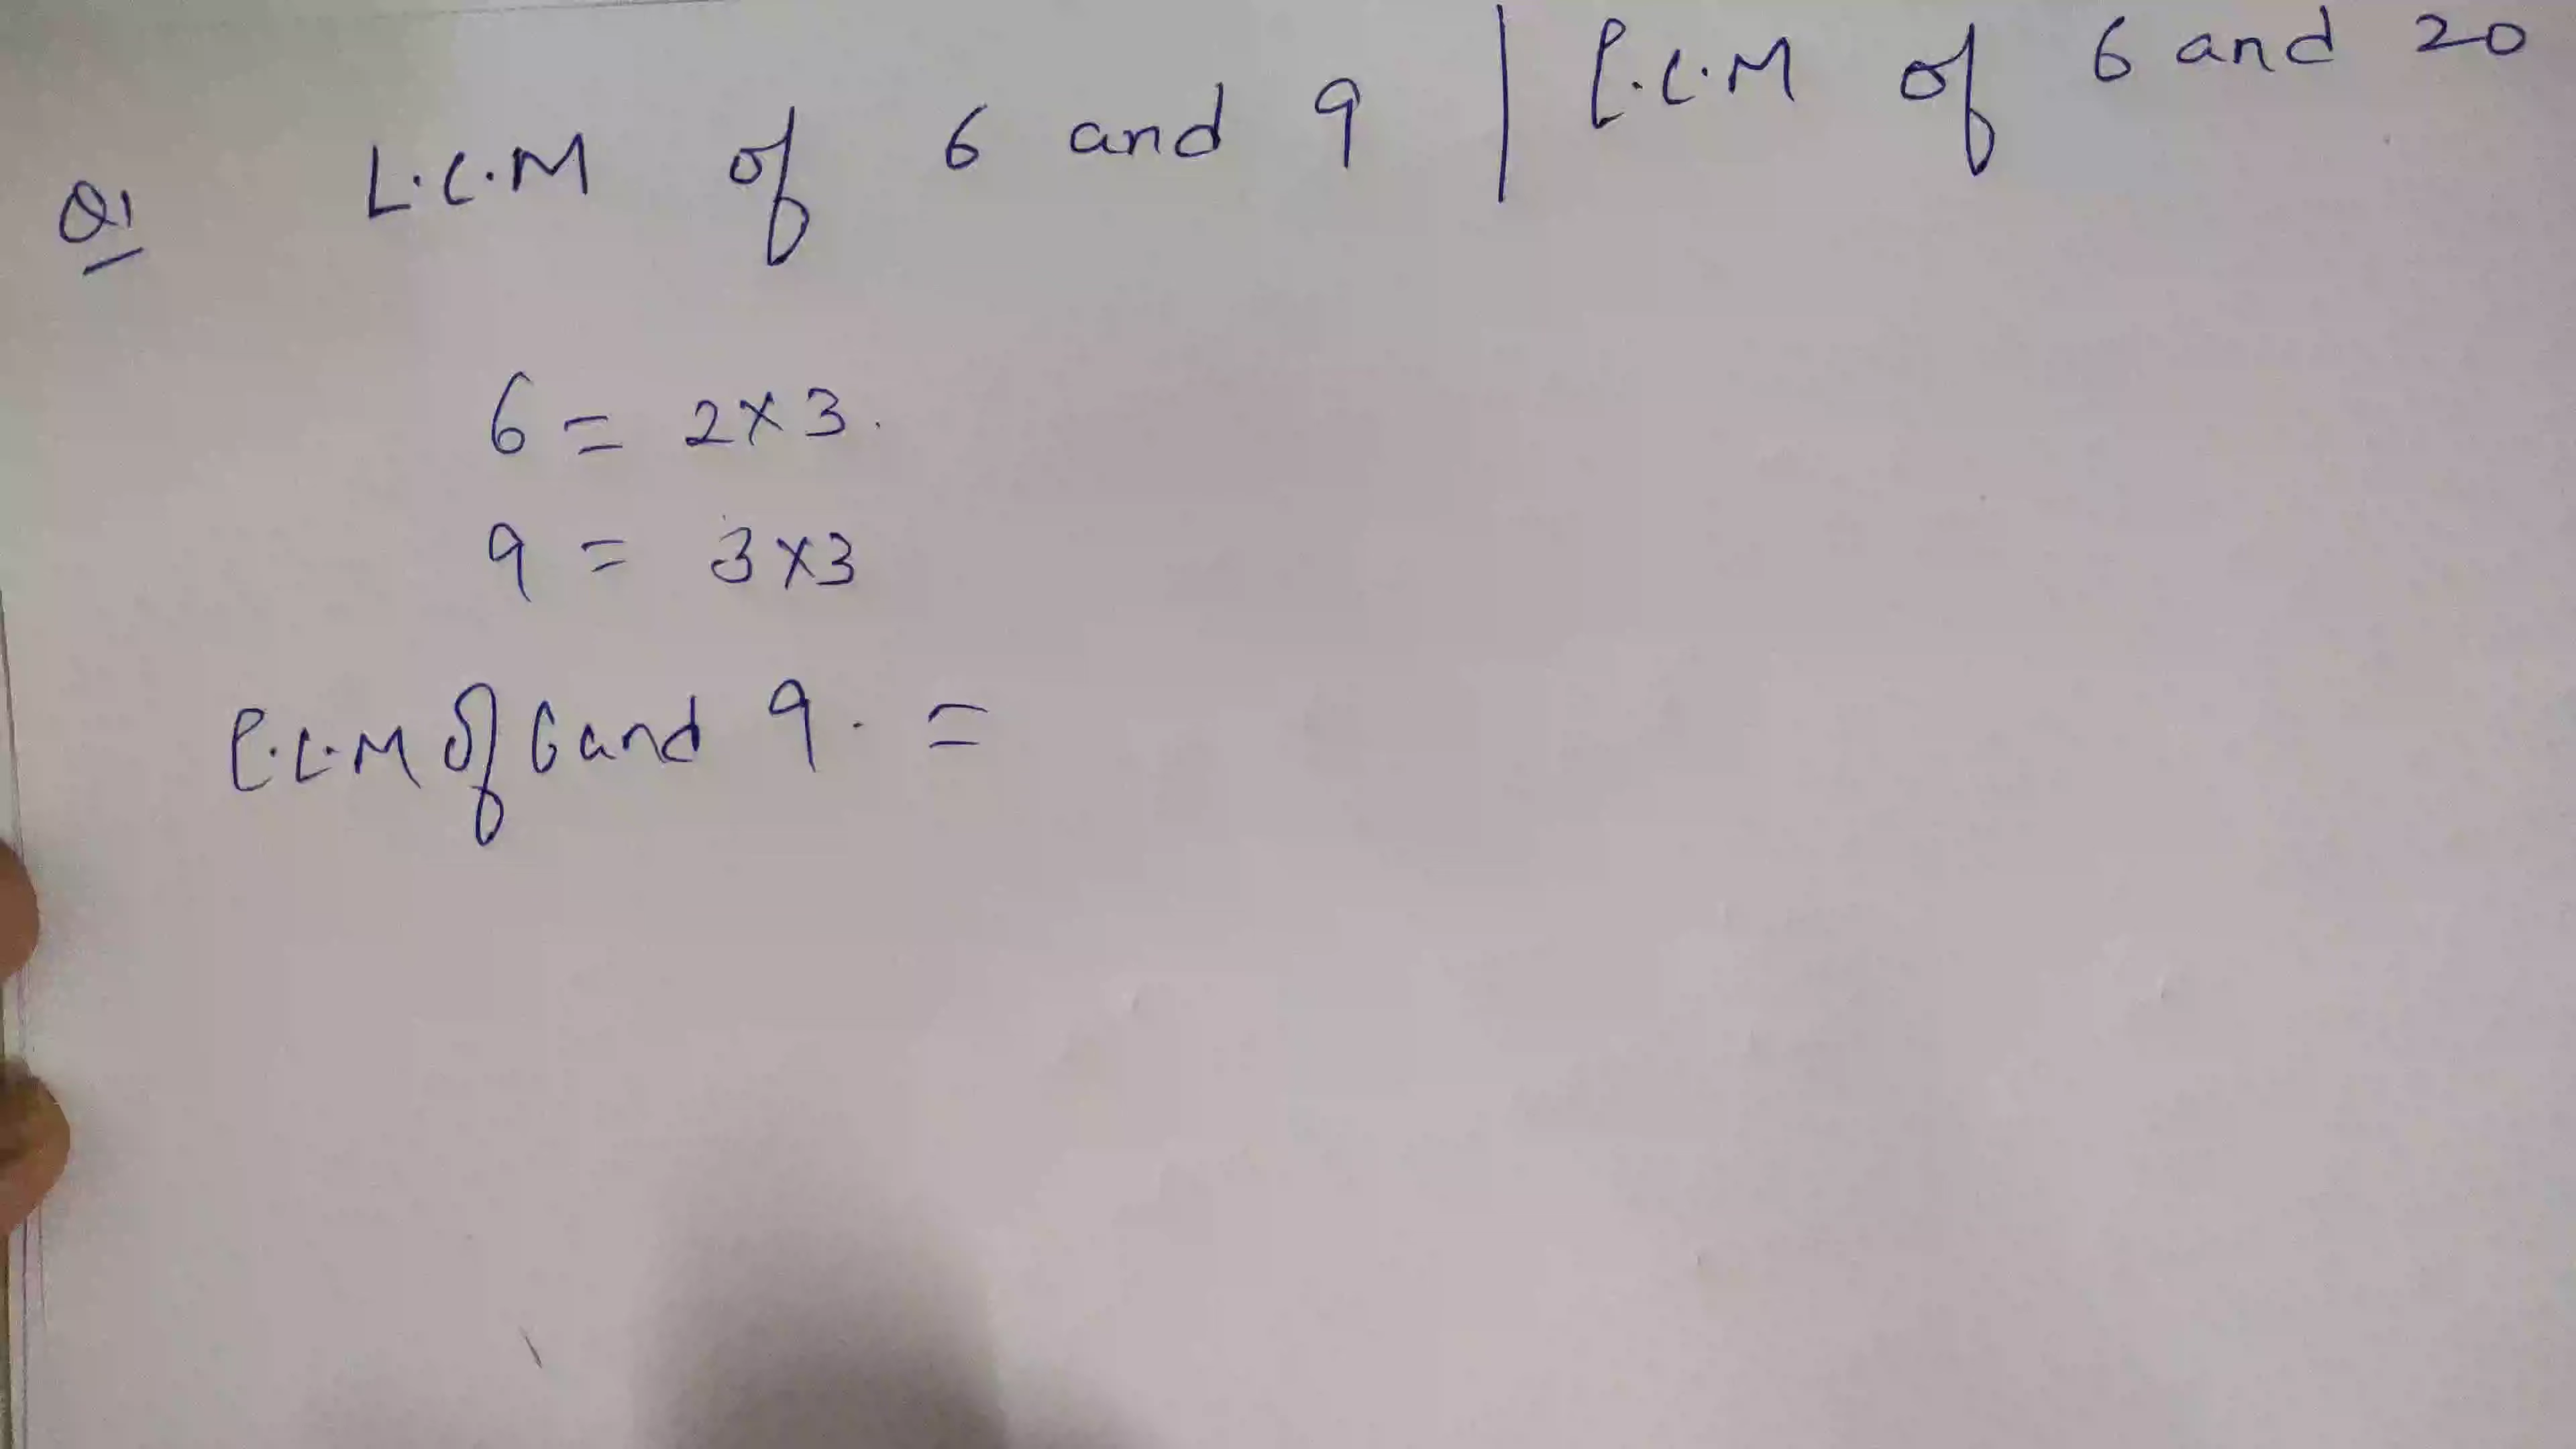 Q1 L.C.M of 6 and 9 | L.C.M of 6 and 20
6 = 2×3.
9 = 3×3
L.C.M of 6 and 9. =